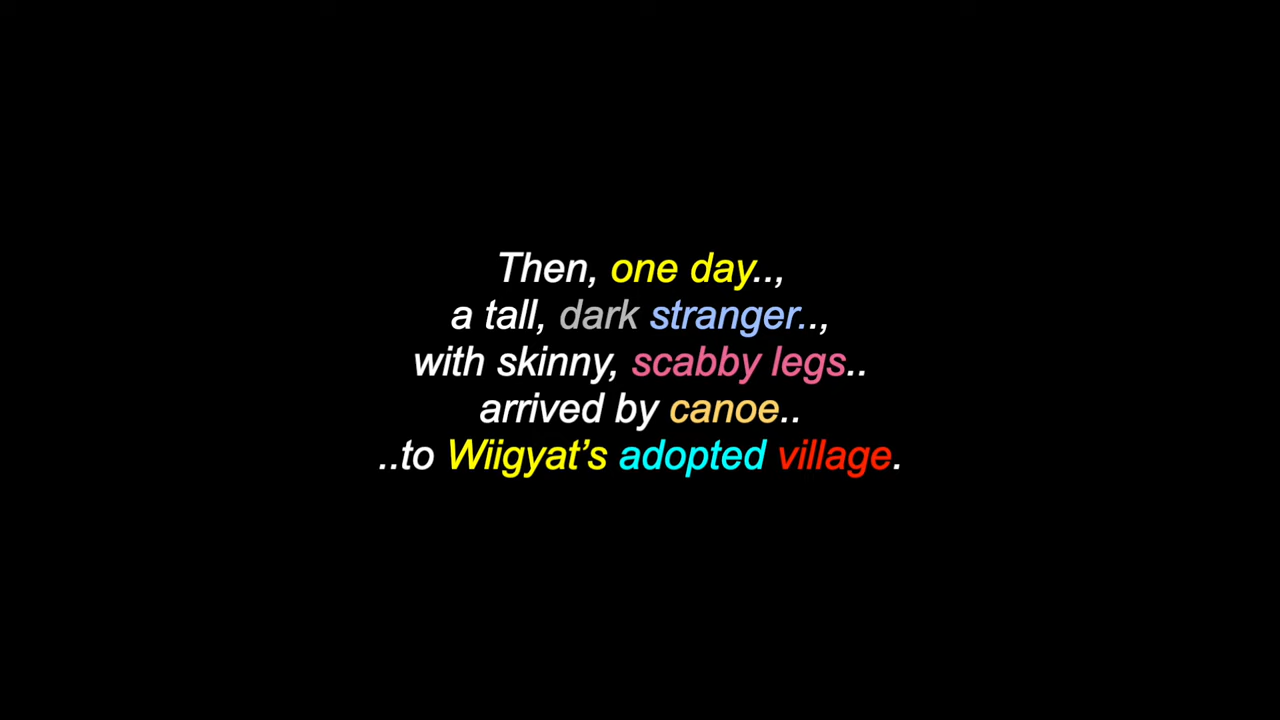 Then, one day..,
a tall, dark stranger..,
with skinny, scabby legs..
arrived by canoe..
..to Wiigyat’s adopted village.